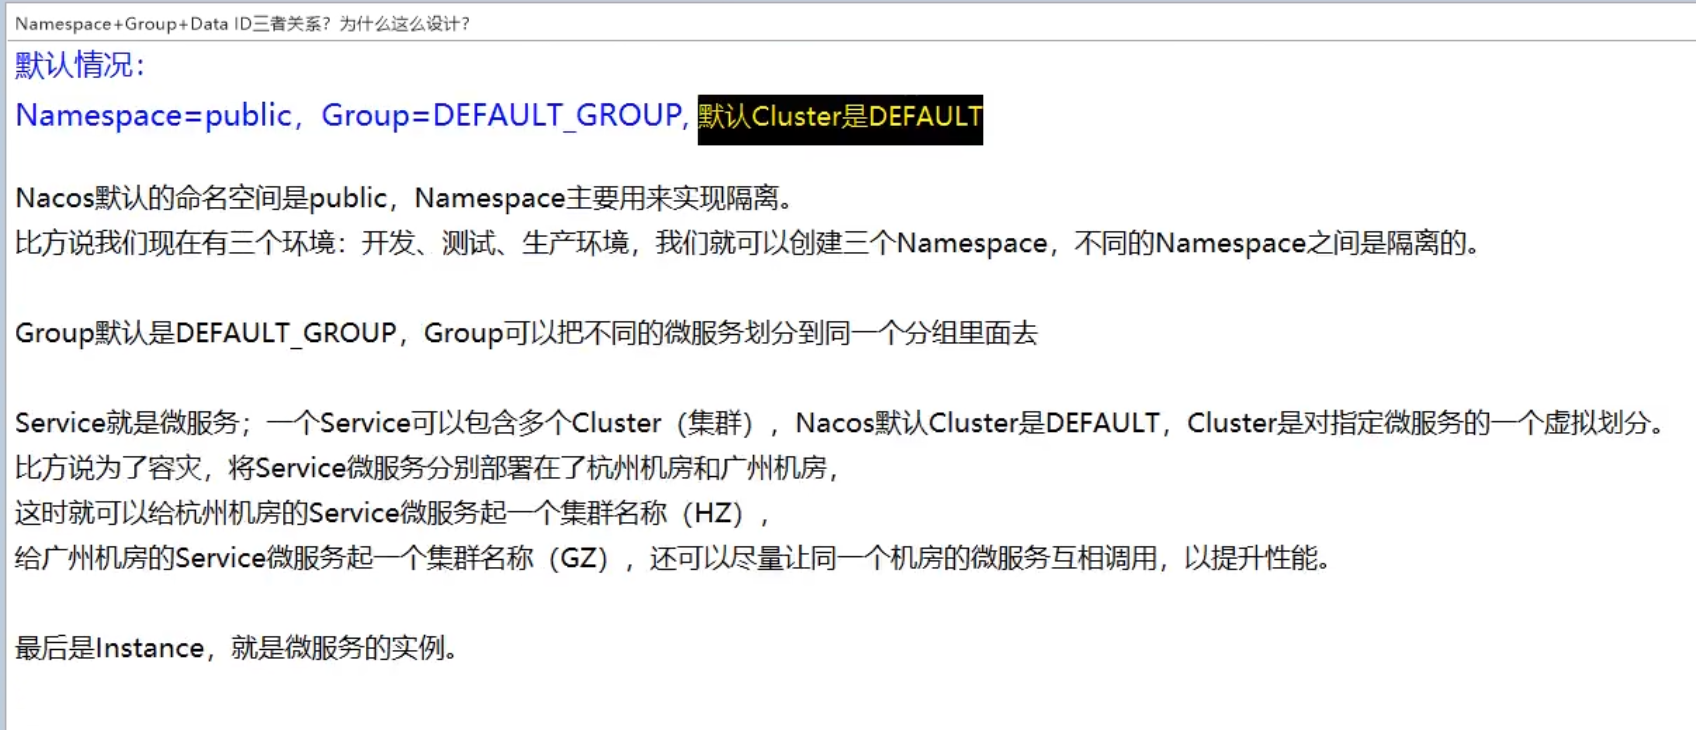 Namespace+Group+Data ID三者关系？为什么这么设计？
默认情况：
Namespace=public，Group=DEFAULT_GROUP, 默认Cluster是DEFAULT
Nacos默认的命名空间是public，Namespace主要用来实现隔离。
比方说我们现在有三个环境：开发、测试、生产环境，我们就可以创建三个Namespace，不同的Namespace之间是隔离的。
Group默认是DEFAULT_GROUP，Group可以把不同的微服务划分到同一个分组里面去
Service就是微服务；一个Service可以包含多个Cluster（集群），Nacos默认Cluster是DEFAULT，Cluster是对指定微服务的一个虚拟划分。
比方说为了容灾，将Service微服务分别部署在了杭州机房和广州机房，
这时就可以给杭州机房的Service微服务起一个集群名称（HZ），
给广州机房的Service微服务起一个集群名称（GZ），还可以尽量让同一个机房的微服务互相调用，以提升性能。
最后是Instance，就是微服务的实例。